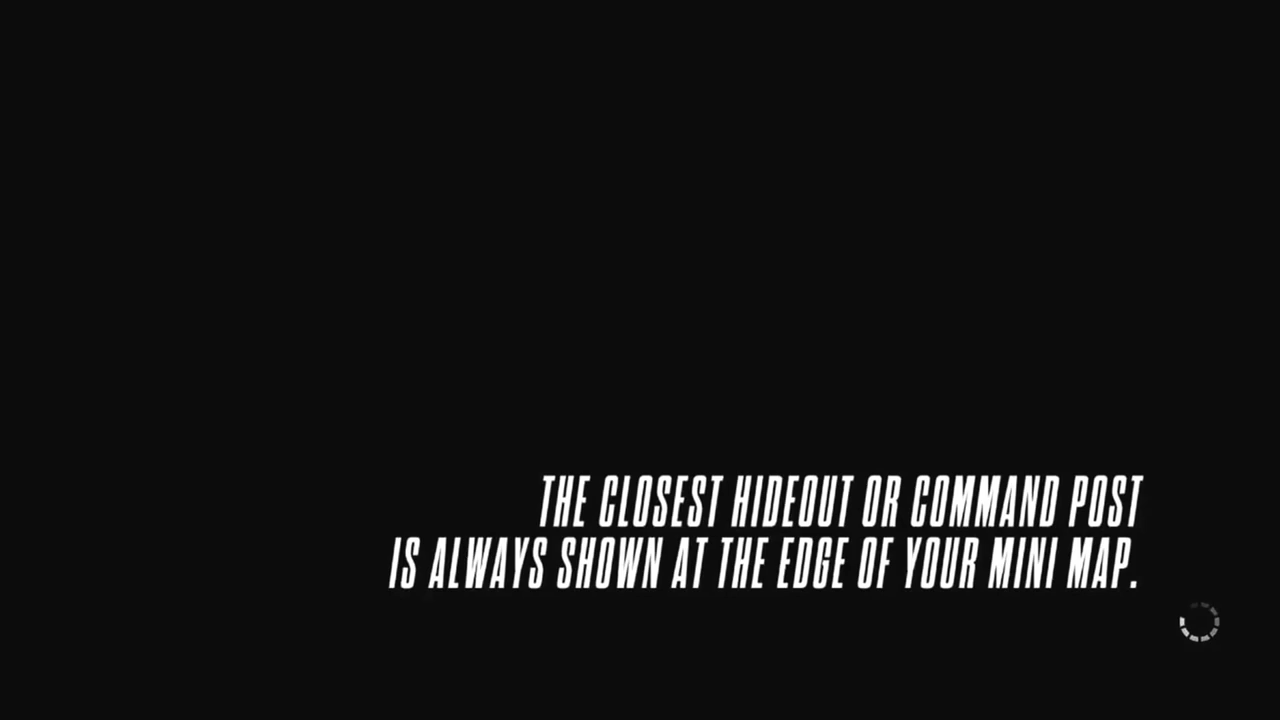 THE CLOSEST HIDEOUT OR COMMAND POST
IS ALWAYS SHOWN AT THE EDGE OF YOUR MINI MAP.